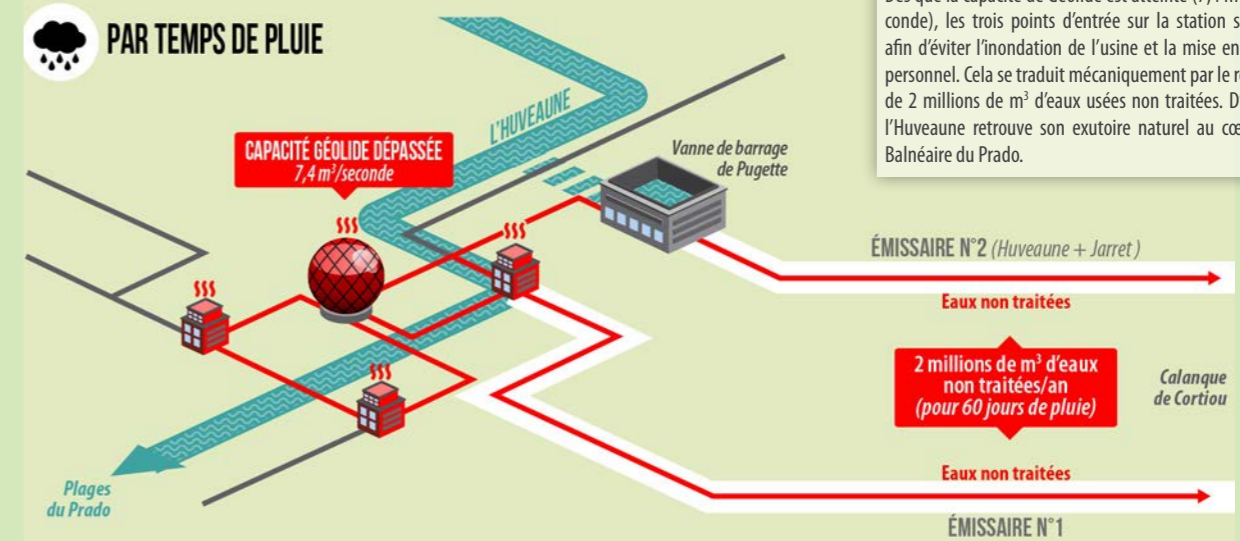 PAR TEMPS DE PLUIE
conde), les trois points d'entrée sur la station s
afin d'éviter l'inondation de l'usine et la mise en
personnel. Cela se traduit mécaniquement par le
de 2 millions de m³ d'eaux usées non traitées. D
l'Huveaune retrouve son exutoire naturel au cœ
Balnéaire du Prado.
L'HUVEAUNE
CAPACITÉ GÉOLIDE DÉPASSÉE
7,4 m³/seconde
Vanne de barrage
de Pugette
ÉMISSAIRE N°2 (Huveaune + Jarret )
Eaux non traitées
2 millions de m³ d'eaux
non traitées/an
(pour 60 jours de pluie)
Calanque
de Cortiou
Eaux non traitées
ÉMISSAIRE N°1
Plages
du Prado